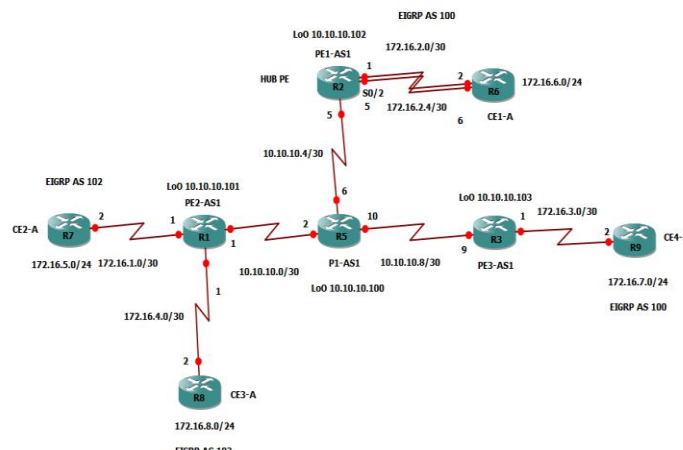 EIGRP AS 100
LoO 10.10.10.102
172.16.2.0/30
PE1-AS1
1
HUB PE
R2
S0/2
2
R6
172.16.6.0/24
5
5
172.16.2.4/30
6
CE1-A
10.10.10.4/30
EIGRP AS 102
LoO 10.10.10.101
6
LoO 10.10.10.103
PE2-AS1
2
CE2-A
R7
1
R1
1
2
R5
10
R3
1
172.16.3.0/30
2
R9
CE4-
172.16.5.0/24
172.16.1.0/30
10.10.10.0/30
P1-AS1
10.10.10.8/30
9
PE3-AS1
1
LoO 10.10.10.100
172.16.7.0/24
172.16.4.0/30
EIGRP AS 100
2
R8
CE3-A
172.16.8.0/24